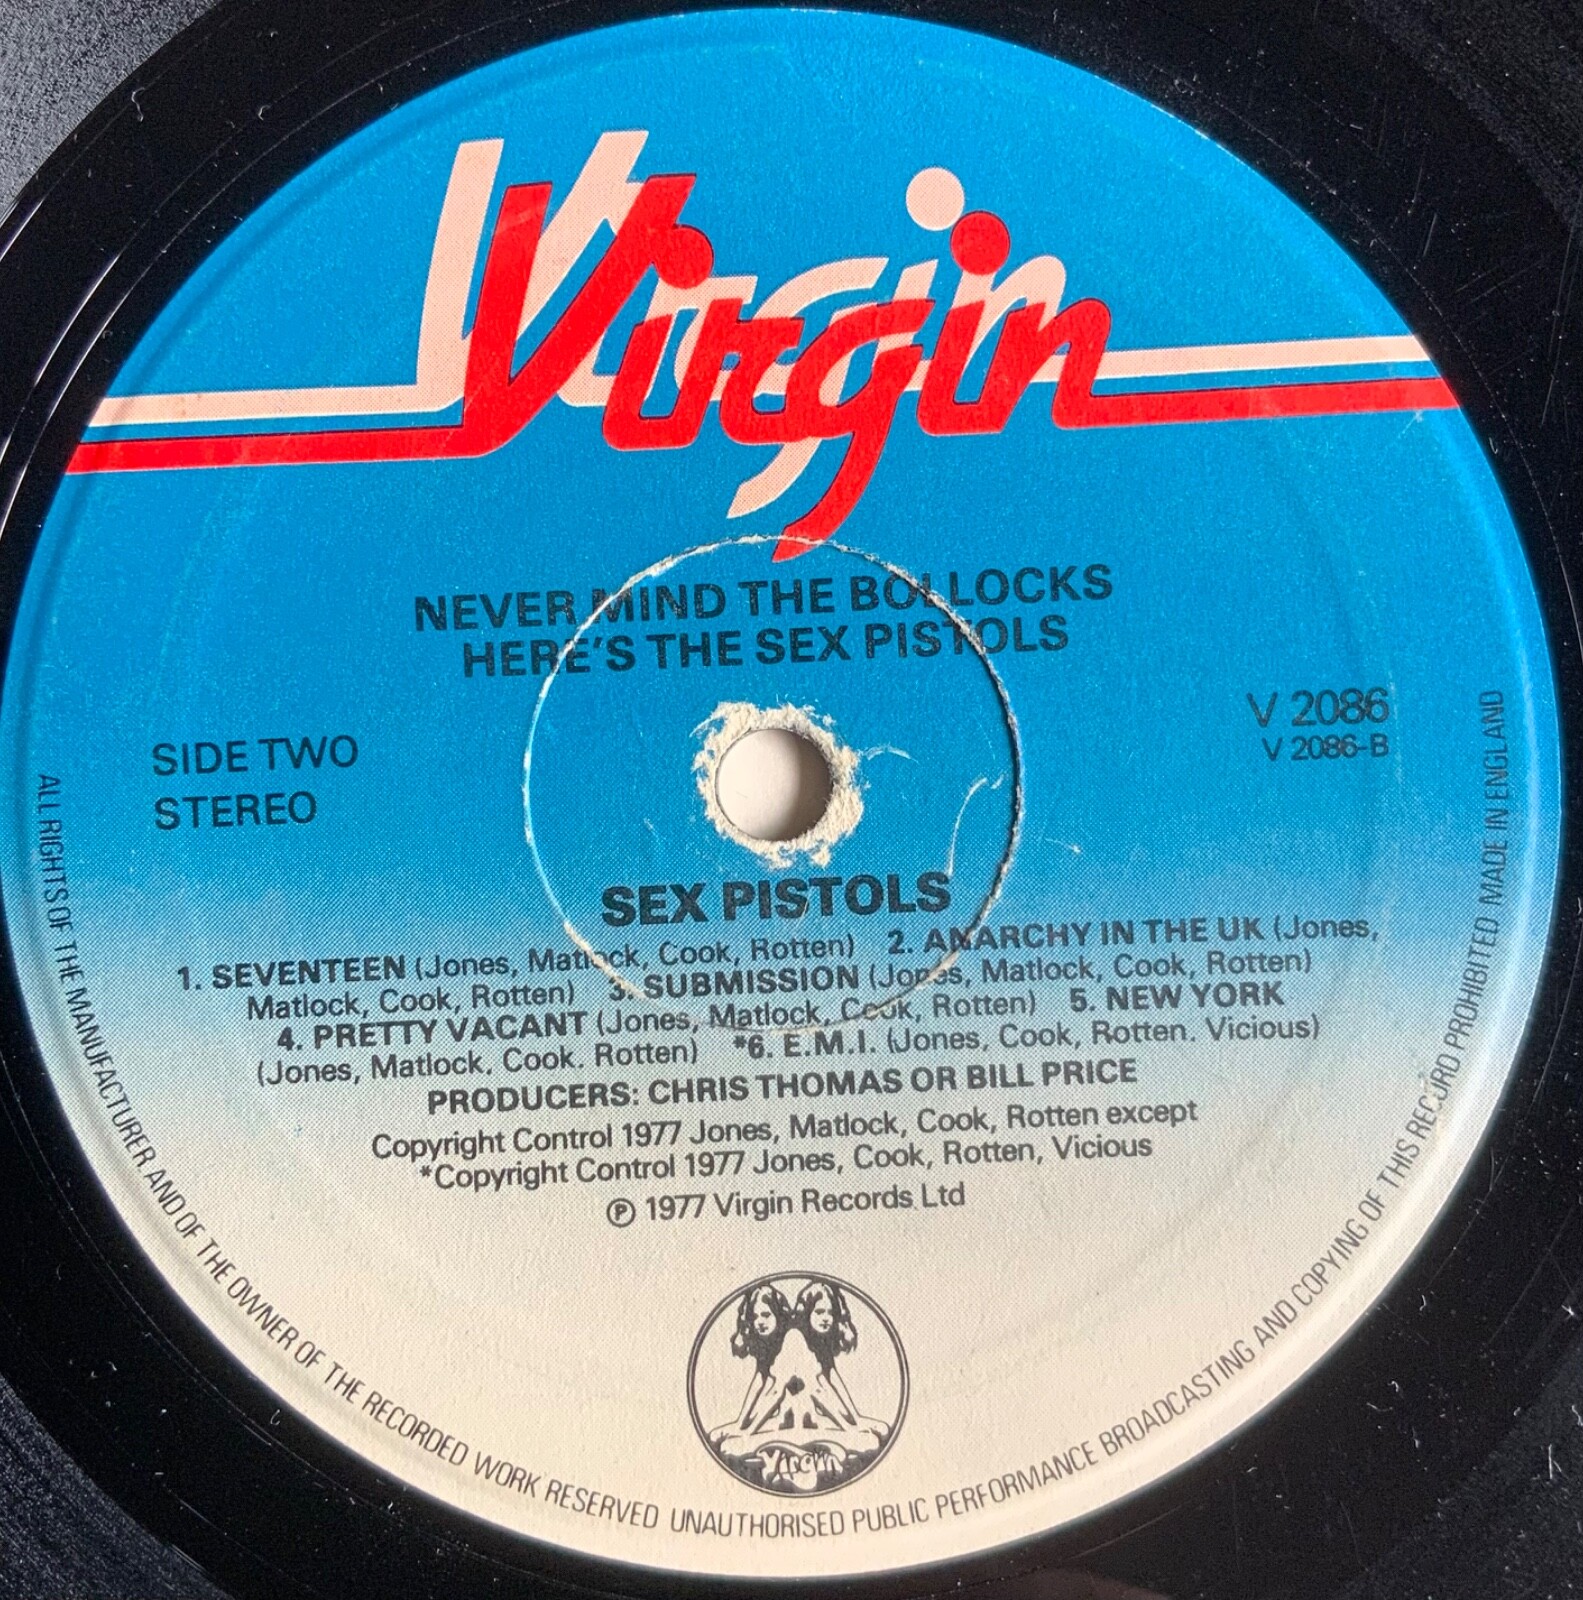 Virgin
NEVER MIND THE BOLLOCKS
HERE'S THE SEX PISTOLS
SIDE TWO
STEREO
V 2086
V 2086-B
SEX PISTOLS
1. SEVENTEEN (Jones, Matlock, Cook, Rotten) 2. ANARCHY IN THE UK (Jones,
Matlock, Cook, Rotten) 3. SUBMISSION (Jones, Matlock, Cook, Rotten)
4. PRETTY VACANT (Jones, Matlock, Cook, Rotten) 5. NEW YORK
(Jones, Matlock, Cook. Rotten) *6. E.M.I. (Jones, Cook, Rotten. Vicious)
PRODUCERS: CHRIS THOMAS OR BILL PRICE
Copyright Control 1977 Jones, Matlock, Cook, Rotten except
*Copyright Control 1977 Jones, Cook, Rotten, Vicious
℗ 1977 Virgin Records Ltd
Virgin
ALL RIGHTS OF THE MANUFACTURER AND OF THE OWNER OF THE RECORDED WORK RESERVED UNAUTHORISED PUBLIC PERFORMANCE BROADCASTING AND COPYING OF THIS RECORD PROHIBITED MADE IN ENGLAND